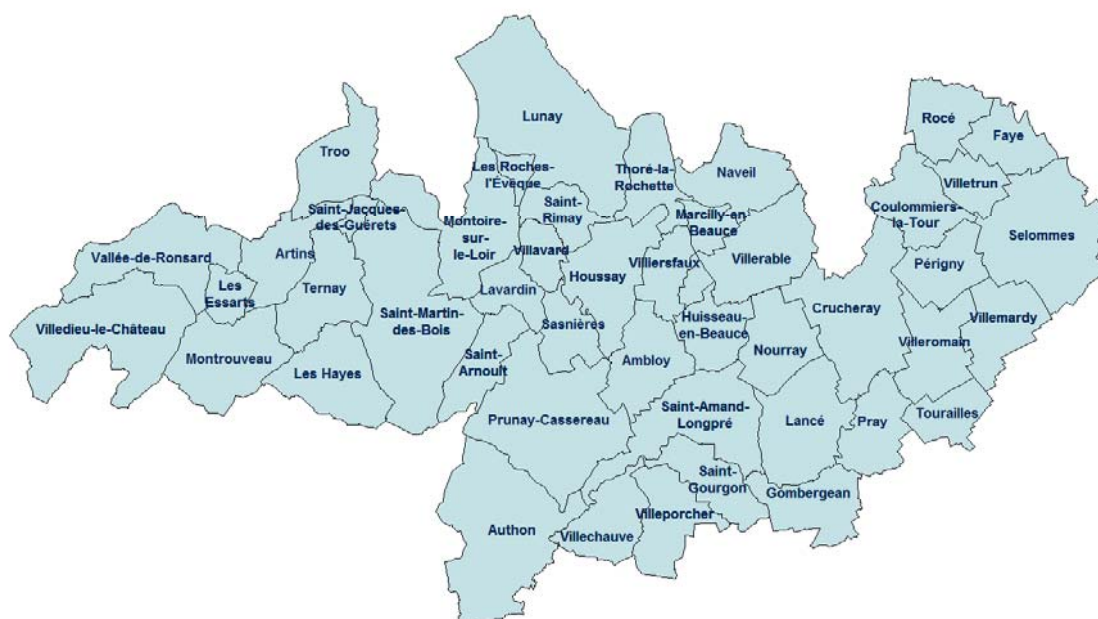 Lunay
Rocé
Faye
Troo
Les Roches-
l'Evêque
Thoré-la-
Rochette
Naveil
Villetrun
Saint-Jacques-
des-Guérets
Saint-
Rimay
Marcilly-en-
Beauce
Coulommiers-
la-Tour
Selommes
Montoire-
sur-
le-Loir
Vallée-de-Ronsard
Artins
Villavard
Villiersfaux
Villerable
Périgny
Les
Essarts
Ternay
Lavardin
Houssay
Crucheray
Villemardy
Villedieu-le-Château
Saint-Martin-
des-Bois
Sasnières
Huisseau-
en-Beauce
Villeromain
Montrouveau
Les Hayes
Saint-
Arnoult
Ambloy
Nourray
Prunay-Cassereau
Saint-Amand-
Longpré
Lancé
Pray
Tourailles
Saint-
Gourgon
Gombergean
Authon
Villechauve
Villeporcher